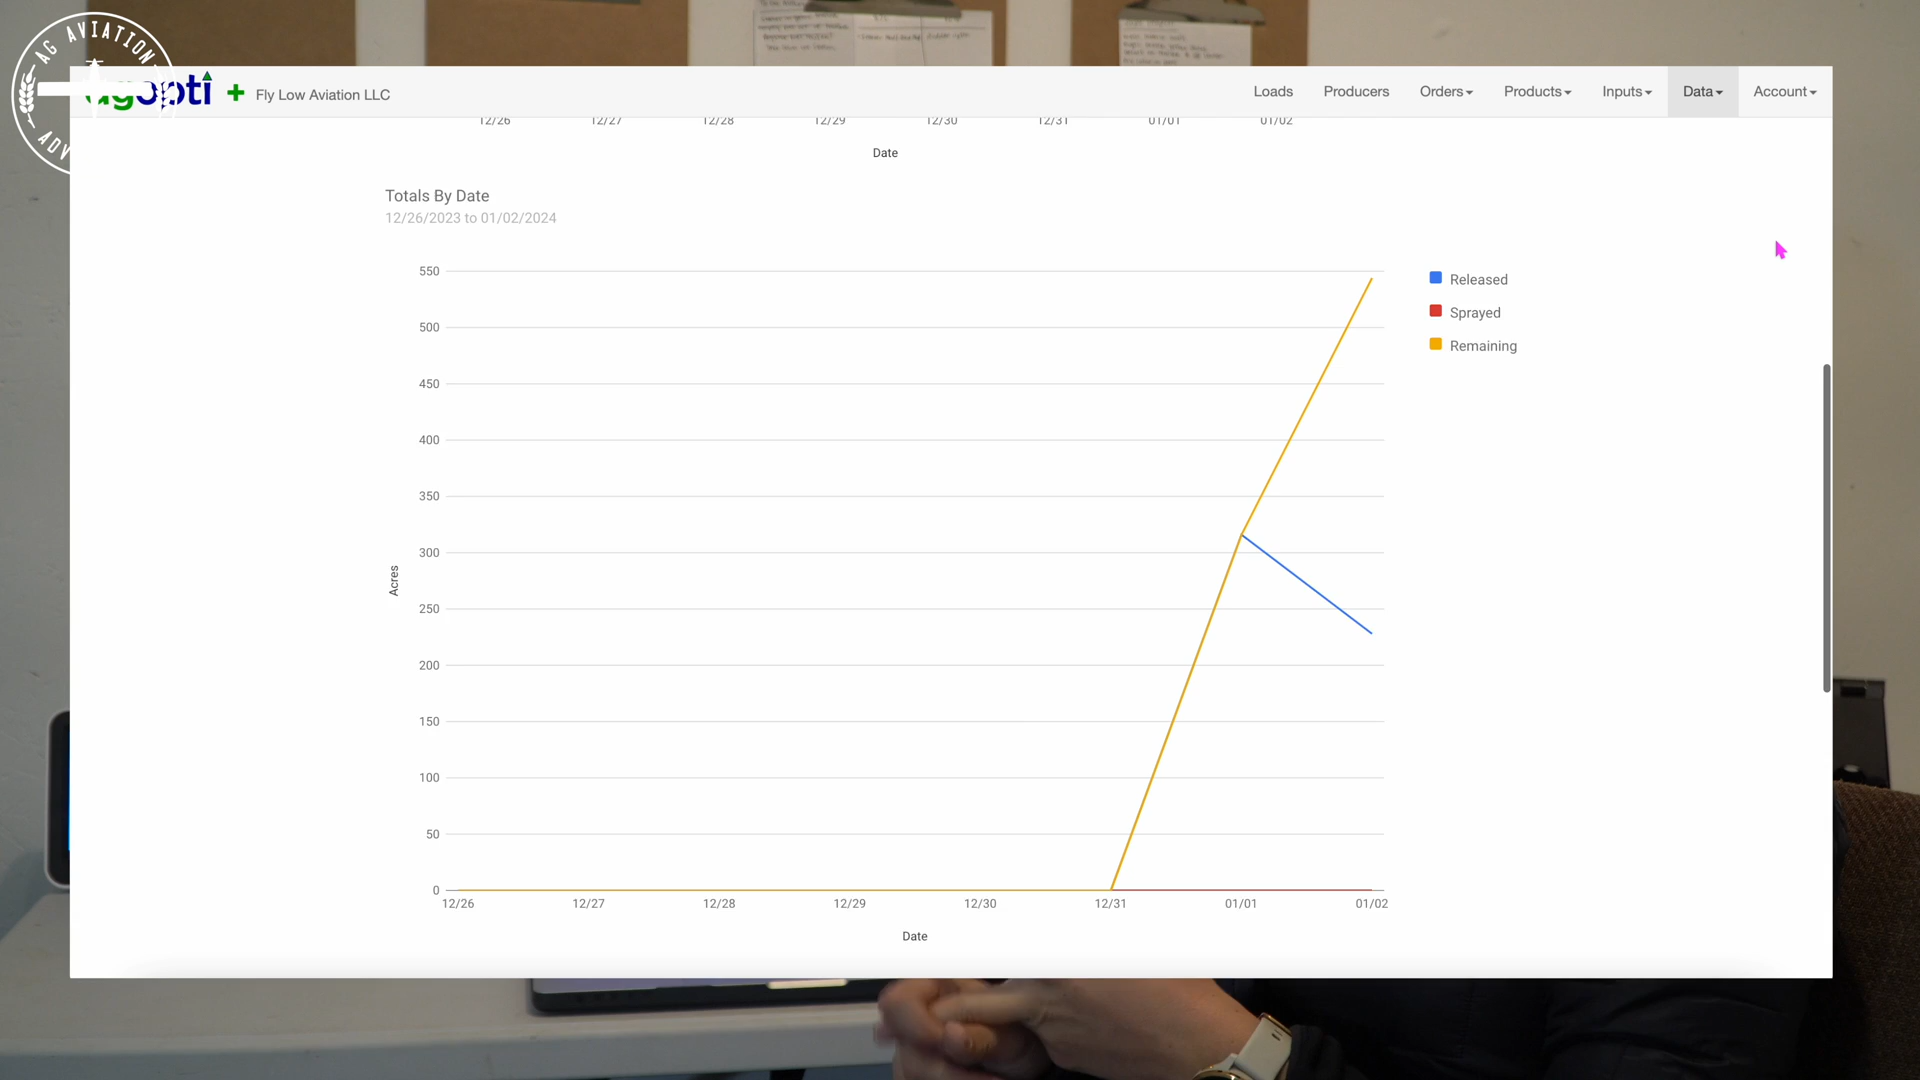 AG AVIATION
ADV
agopti
Fly Low Aviation LLC
Loads
Producers
Orders
Products
Inputs
Data
Account
12/26 12/27 12/28 12/29 12/30 12/31 01/01 01/02
Date
Totals By Date
12/26/2023 to 01/02/2024
550
500
450
400
350
300
250
200
150
100
50
0
Acres
12/26 12/27 12/28 12/29 12/30 12/31 01/01 01/02
Date
Released
Sprayed
Remaining